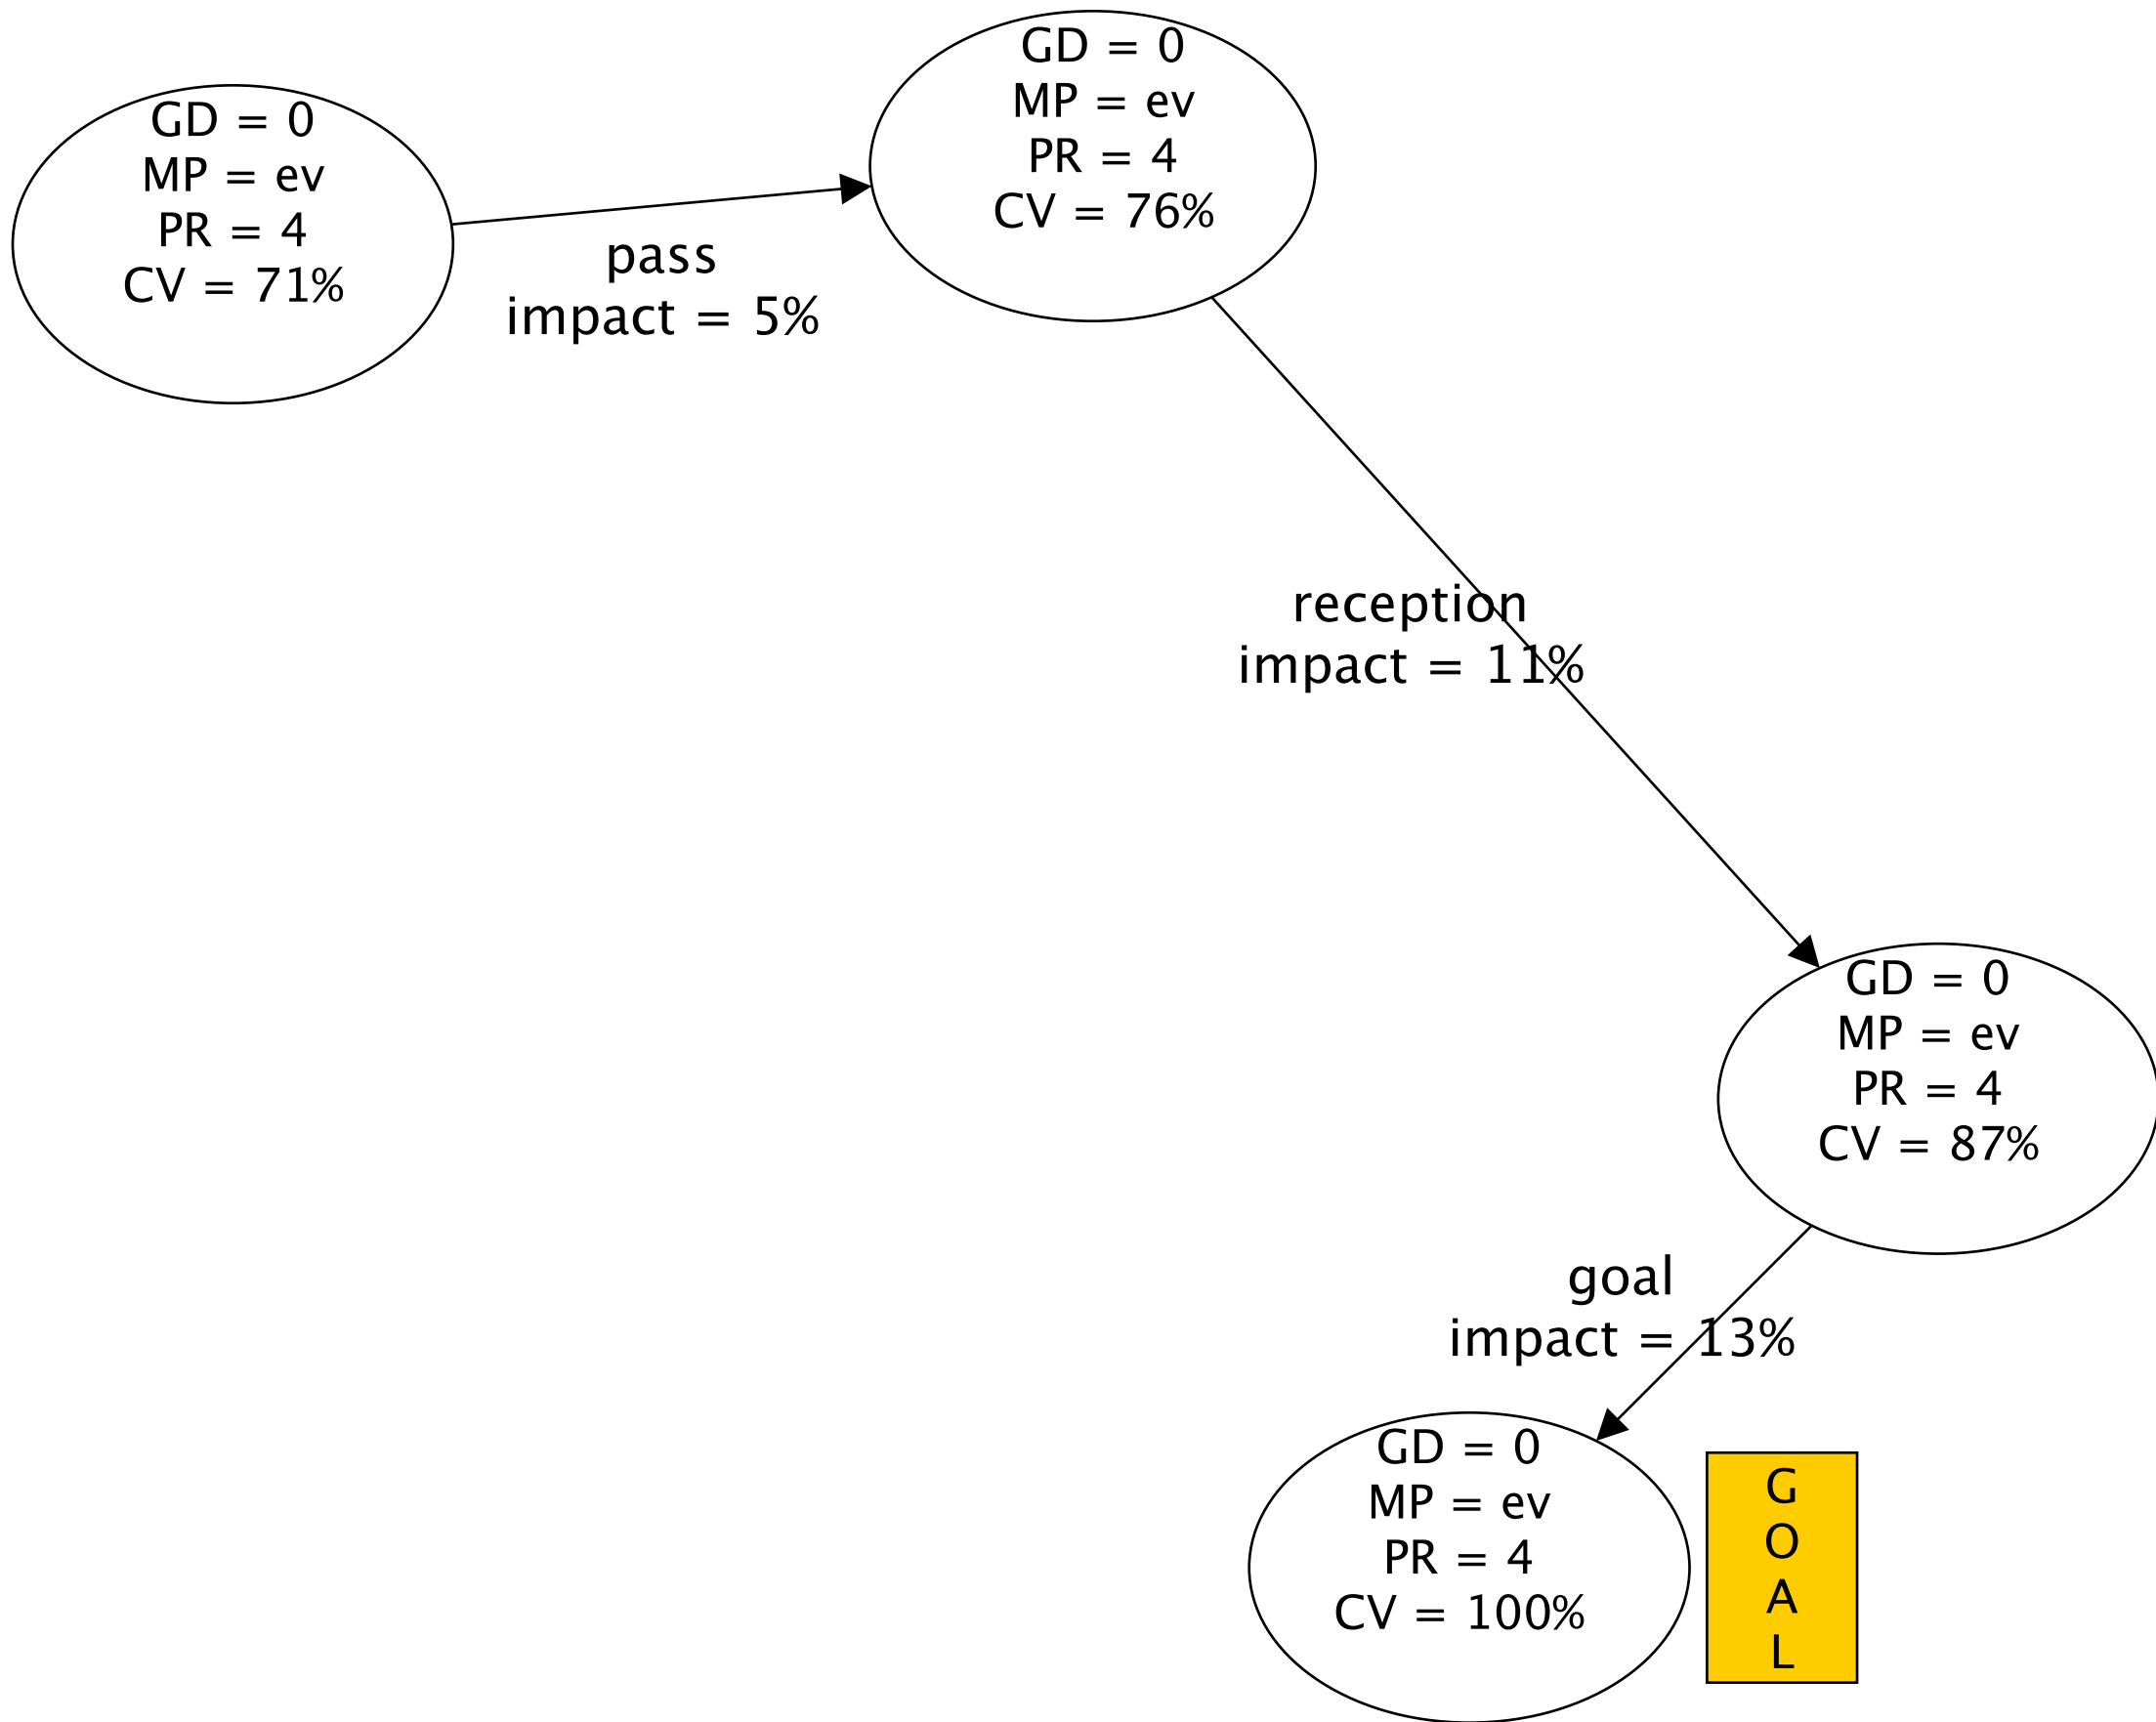 GD = 0
MP = ev
PR = 4
CV = 71%
pass
impact = 5%
GD = 0
MP = ev
PR = 4
CV = 76%
reception
impact = 11%
GD = 0
MP = ev
PR = 4
CV = 87%
goal
impact = 13%
GD = 0
MP = ev
PR = 4
CV = 100%
G
O
A
L